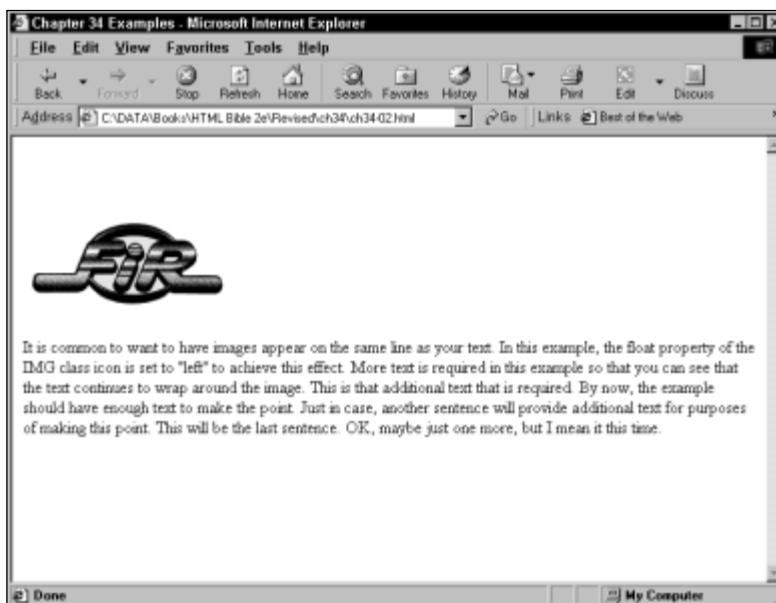 Chapter 34 Examples - Microsoft Internet Explorer
File Edit View Favorites Tools Help
Back Forward Stop Refresh Home Search Favorites History Mail Print Edit Discuss
Address C:\DATA\Books\HTML Bible 2e\Revised\ch34\ch34-02.html Go Links Best of the Web
FiR
It is common to want to have images appear on the same line as your text. In this example, the float property of the
IMG class icon is set to "left" to achieve this effect. More text is required in this example so that you can see that
the text continues to wrap around the image. This is that additional text that is required. By now, the example
should have enough text to make the point. Just in case, another sentence will provide additional text for purposes
of making this point. This will be the last sentence. OK, maybe just one more, but I mean it this time.
Done My Computer